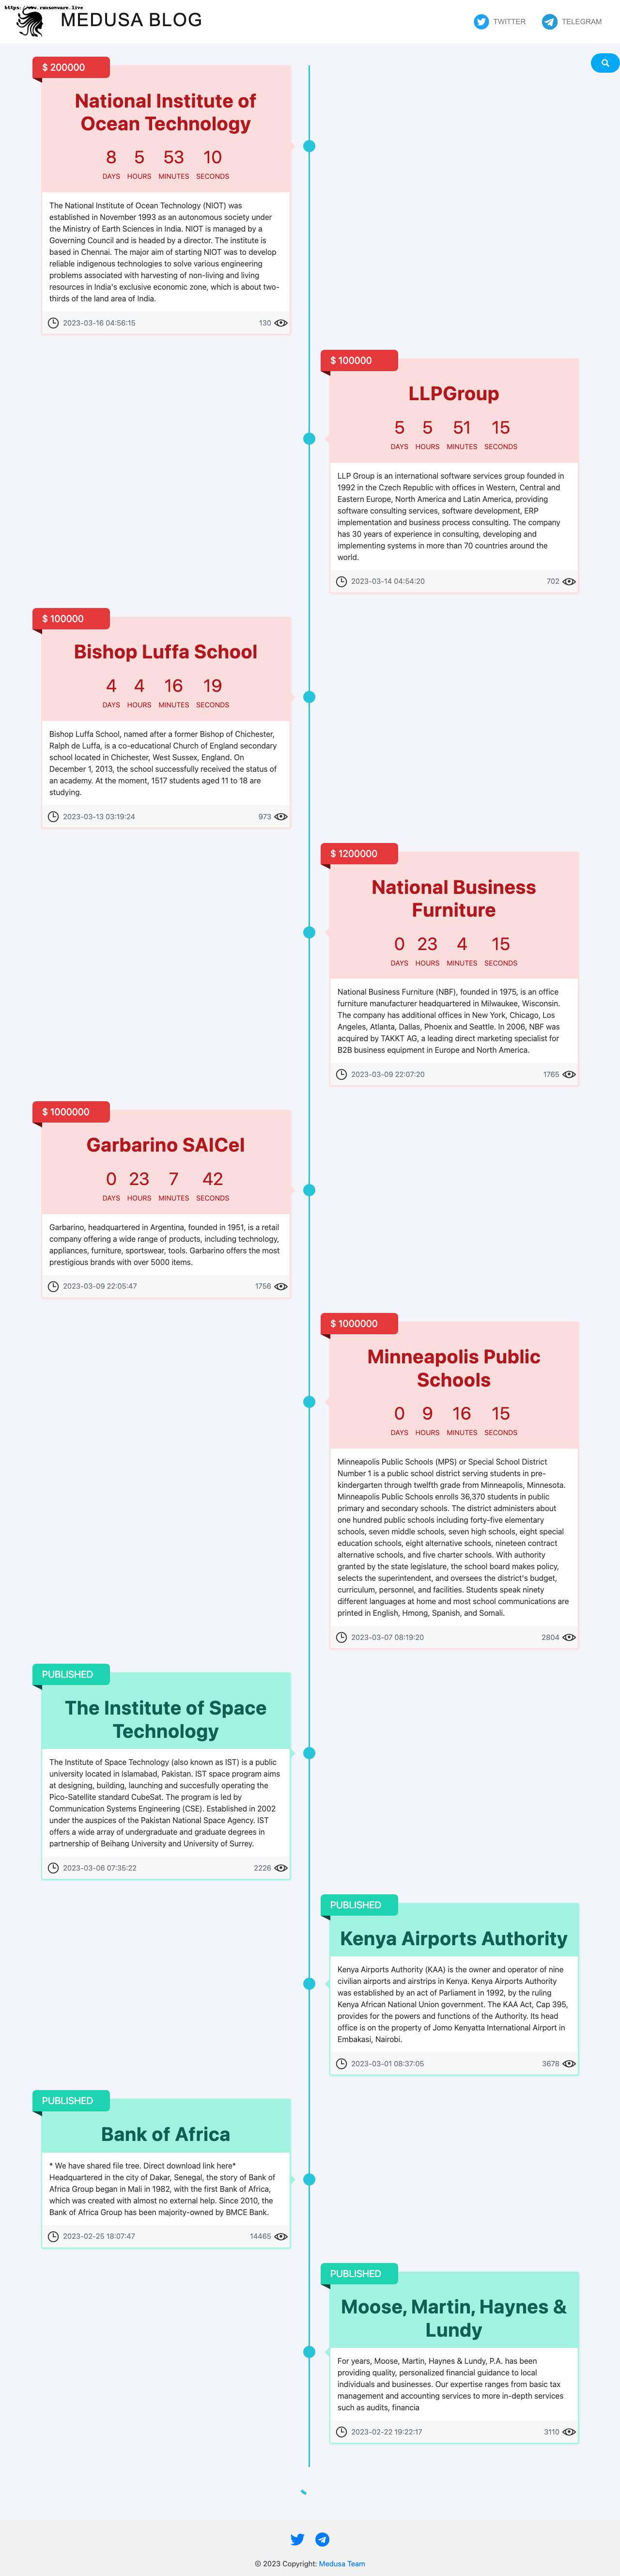 https://www.ransomware.live
MEDUSA BLOG
TWITTER
TELEGRAM
$ 200000
National Institute of
Ocean Technology
8 5 53 10
DAYS HOURS MINUTES SECONDS
The National Institute of Ocean Technology (NIOT) was
established in November 1993 as an autonomous society under
the Ministry of Earth Sciences in India. NIOT is managed by a
Governing Council and is headed by a director. The institute is
based in Chennai. The major aim of starting NIOT was to develop
reliable indigenous technologies to solve various engineering
problems associated with harvesting of non-living and living
resources in India's exclusive economic zone, which is about two-
thirds of the land area of India.
2023-03-16 04:56:15 130
$ 100000
LLPGroup
5 5 51 15
DAYS HOURS MINUTES SECONDS
LLP Group is an international software services group founded in
1992 in the Czech Republic with offices in Western, Central and
Eastern Europe, North America and Latin America, providing
software consulting services, software development, ERP
implementation and business process consulting. The company
has 30 years of experience in consulting, developing and
implementing systems in more than 70 countries around the
world.
2023-03-14 04:54:20 702
$ 100000
Bishop Luffa School
4 4 16 19
DAYS HOURS MINUTES SECONDS
Bishop Luffa School, named after a former Bishop of Chichester,
Ralph de Luffa, is a co-educational Church of England secondary
school located in Chichester, West Sussex, England. On
December 1, 2013, the school successfully received the status of
an academy. At the moment, 1517 students aged 11 to 18 are
studying.
2023-03-13 03:19:24 973
$ 1200000
National Business
Furniture
0 23 4 15
DAYS HOURS MINUTES SECONDS
National Business Furniture (NBF), founded in 1975, is an office
furniture manufacturer headquartered in Milwaukee, Wisconsin.
The company has additional offices in New York, Chicago, Los
Angeles, Atlanta, Dallas, Phoenix and Seattle. In 2006, NBF was
acquired by TAKKT AG, a leading direct marketing specialist for
B2B business equipment in Europe and North America.
2023-03-09 22:07:20 1765
$ 1000000
Garbarino SAICeI
0 23 7 42
DAYS HOURS MINUTES SECONDS
Garbarino, headquartered in Argentina, founded in 1951, is a retail
company offering a wide range of products, including technology,
appliances, furniture, sportswear, tools. Garbarino offers the most
prestigious brands with over 5000 items.
2023-03-09 22:05:47 1756
$ 1000000
Minneapolis Public
Schools
0 9 16 15
DAYS HOURS MINUTES SECONDS
Minneapolis Public Schools (MPS) or Special School District
Number 1 is a public school district serving students in pre-
kindergarten through twelfth grade from Minneapolis, Minnesota.
Minneapolis Public Schools enrolls 36,370 students in public
primary and secondary schools. The district administers about
one hundred public schools including forty-five elementary
schools, seven middle schools, seven high schools, eight special
education schools, eight alternative schools, nineteen contract
alternative schools, and five charter schools. With authority
granted by the state legislature, the school board makes policy,
selects the superintendent, and oversees the district's budget,
curriculum, personnel, and facilities. Students speak ninety
different languages at home and most school communications are
printed in English, Hmong, Spanish, and Somali.
2023-03-07 08:19:20 2804
PUBLISHED
The Institute of Space
Technology
The Institute of Space Technology (also known as IST) is a public
university located in Islamabad, Pakistan. IST space program aims
at designing, building, launching and succesfully operating the
Pico-Satellite standard CubeSat. The program is led by
Communication Systems Engineering (CSE). Established in 2002
under the auspices of the Pakistan National Space Agency. IST
offers a wide array of undergraduate and graduate degrees in
partnership of Beihang University and University of Surrey.
2023-03-06 07:35:22 2226
PUBLISHED
Kenya Airports Authority
Kenya Airports Authority (KAA) is the owner and operator of nine
civilian airports and airstrips in Kenya. Kenya Airports Authority
was established by an act of Parliament in 1992, by the ruling
Kenya African National Union government. The KAA Act, Cap 395,
provides for the powers and functions of the Authority. Its head
office is on the property of Jomo Kenyatta International Airport in
Embakasi, Nairobi.
2023-03-01 08:37:05 3678
PUBLISHED
Bank of Africa
* We have shared file tree. Direct download link here*
Headquartered in the city of Dakar, Senegal, the story of Bank of
Africa Group began in Mali in 1982, with the first Bank of Africa,
which was created with almost no external help. Since 2010, the
Bank of Africa Group has been majority-owned by BMCE Bank.
2023-02-25 18:07:47 14465
PUBLISHED
Moose, Martin, Haynes &
Lundy
For years, Moose, Martin, Haynes & Lundy, P.A. has been
providing quality, personalized financial guidance to local
individuals and businesses. Our expertise ranges from basic tax
management and accounting services to more in-depth services
such as audits, financia
2023-02-22 19:22:17 3110
© 2023 Copyright: Medusa Team